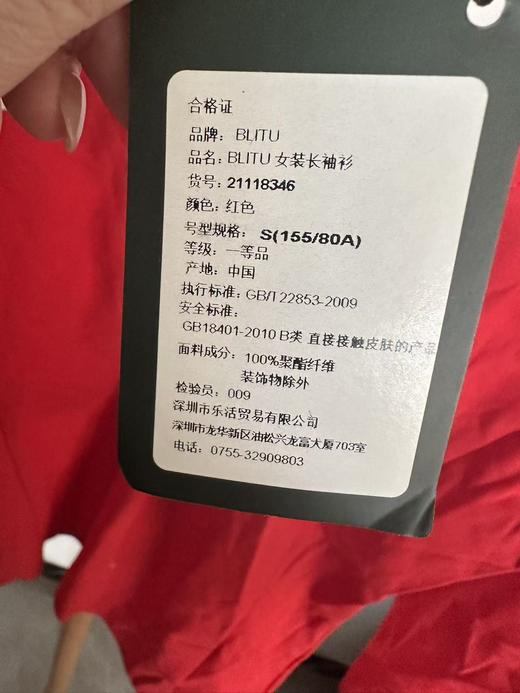 合格证
品牌: BLITU
品名: BLITU 女装长袖衫
货号: 21118346
颜色: 红色
号型规格: S(155/80A)
等级: 一等品
产地: 中国
执行标准: GB/T22853-2009
安全标准:
GB18401-2010 B类 直接接触皮肤的产品
面料成分: 100%聚酯纤维
装饰物除外
检验员: 009
深圳市乐活贸易有限公司
深圳市龙华新区油松兴龙富大厦703室
电话: 0755-32909803